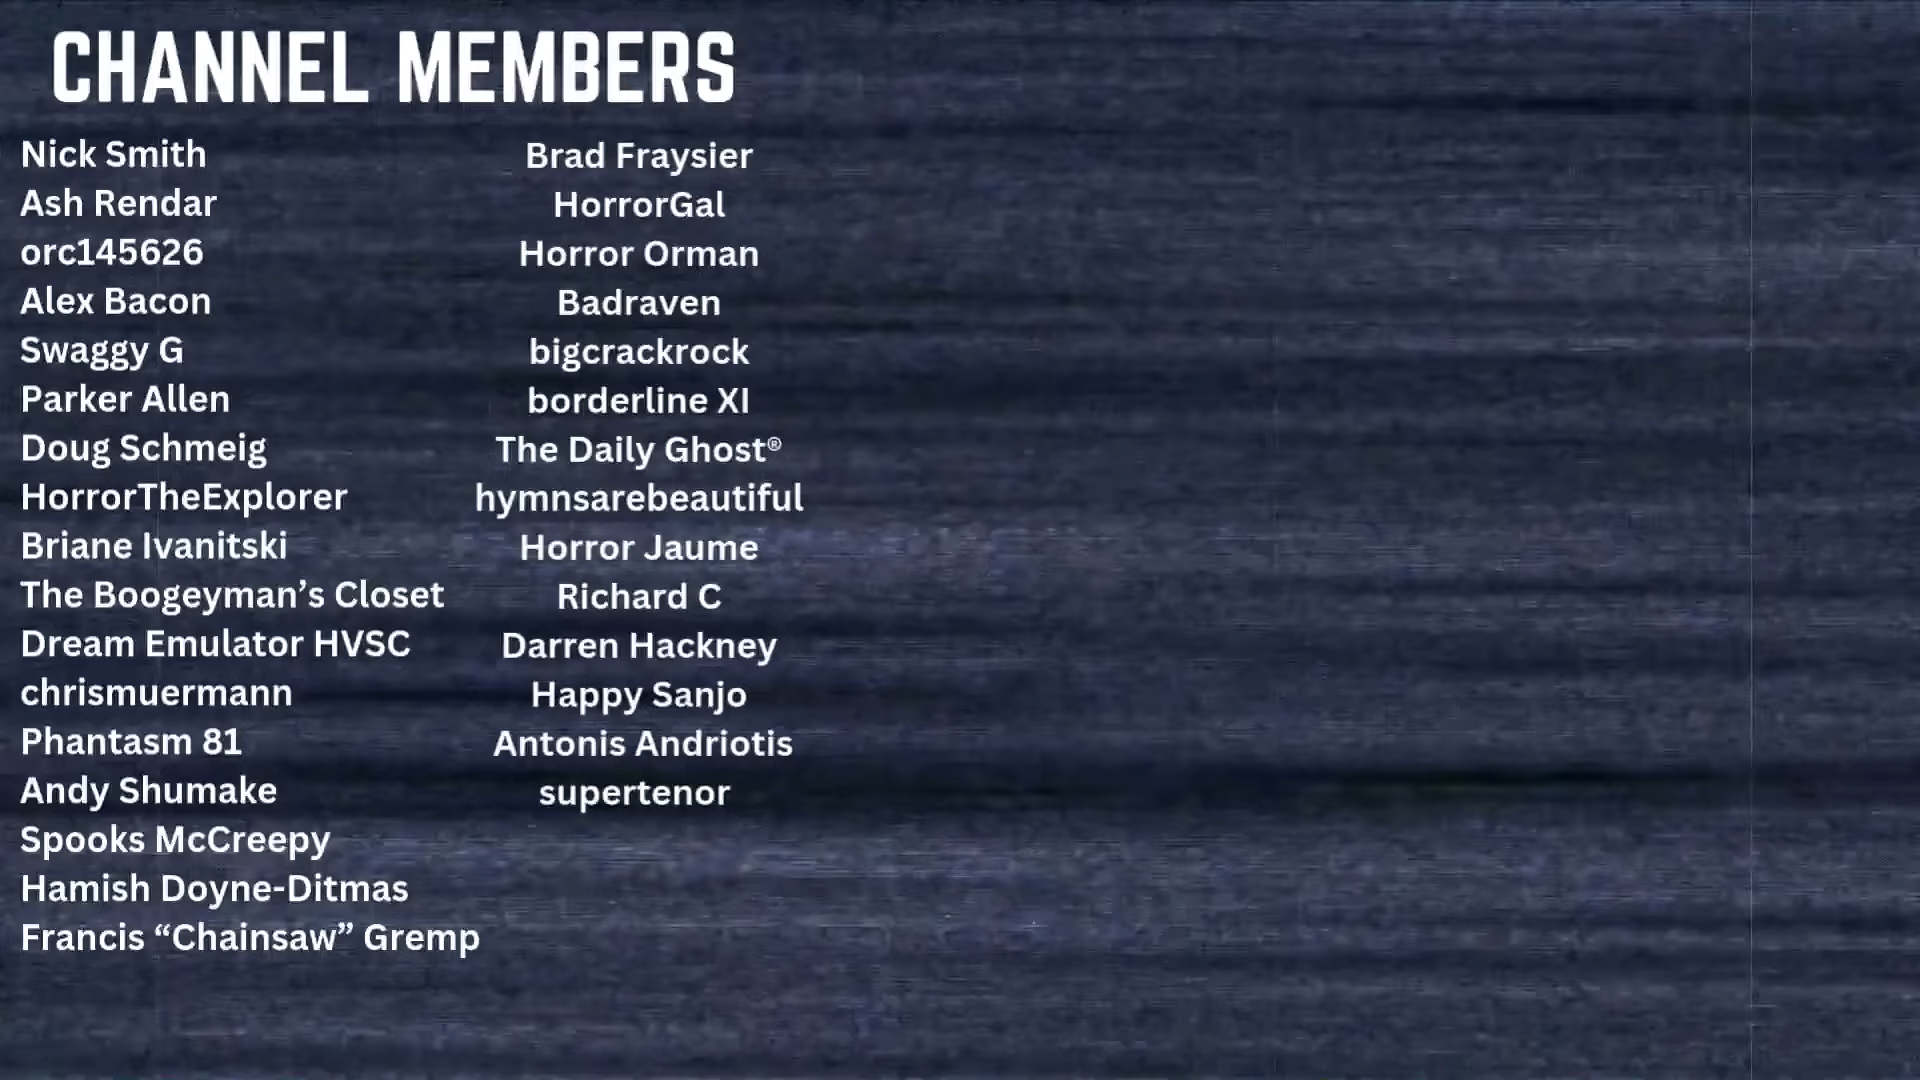 CHANNEL MEMBERS
Nick Smith
Ash Rendar
orc145626
Alex Bacon
Swaggy G
Parker Allen
Doug Schmeig
HorrorTheExplorer
Briane Ivanitski
The Boogeyman’s Closet
Dream Emulator HVSC
chrismuermann
Phantasm 81
Andy Shumake
Spooks McCreepy
Hamish Doyne-Ditmas
Francis “Chainsaw” Gremp
Brad Fraysier
HorrorGal
Horror Orman
Badraven
bigcrackrock
borderline XI
The Daily Ghost®
hymnsarebeautiful
Horror Jaume
Richard C
Darren Hackney
Happy Sanjo
Antonis Andriotis
supertenor